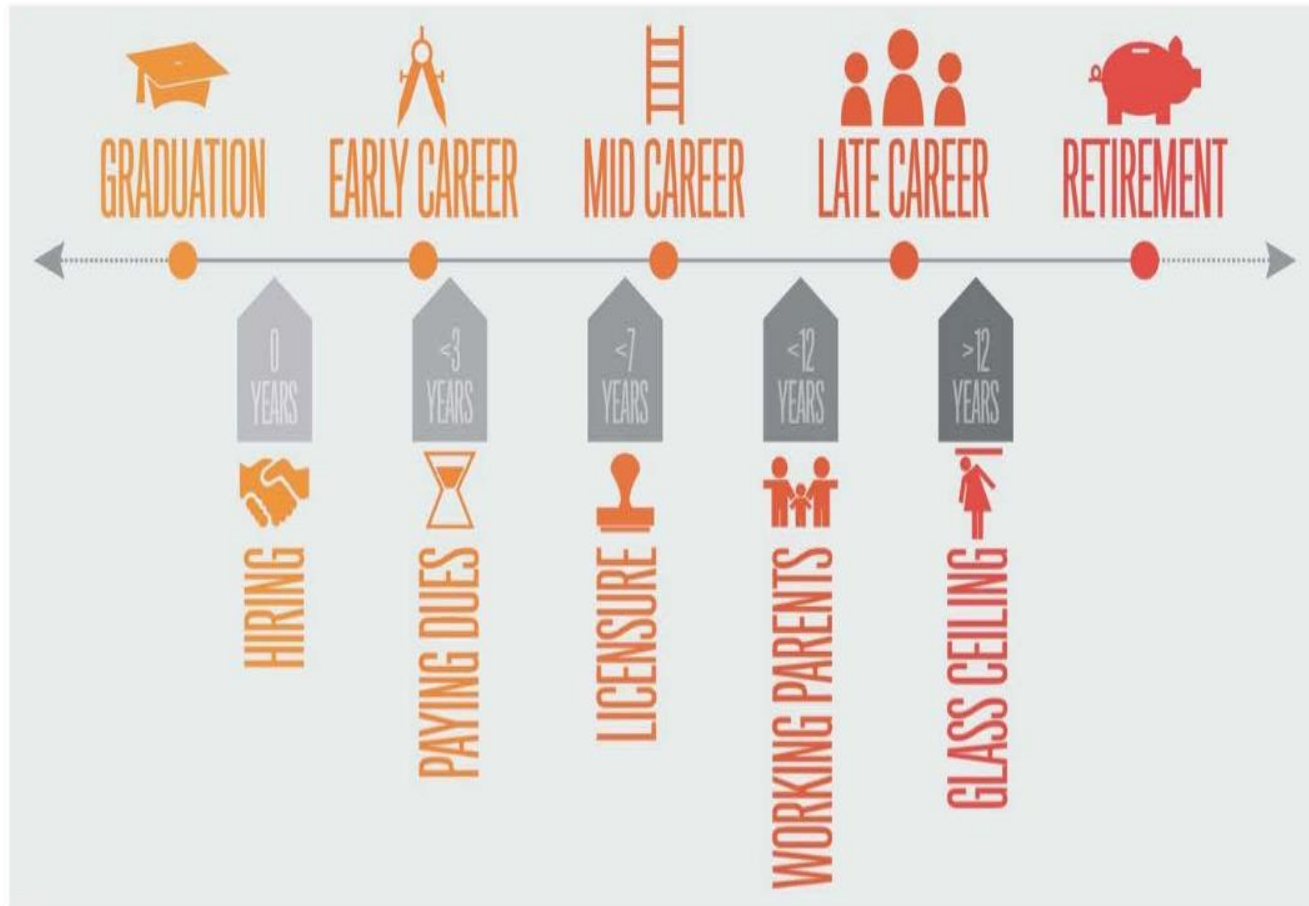 GRADUATION
EARLY CAREER
MID CAREER
LATE CAREER
RETIREMENT
0
YEARS
<3
YEARS
<7
YEARS
<12
YEARS
>12
YEARS
HIRING
PAYING DUES
LICENSURE
WORKING PARENTS
GLASS CEILING